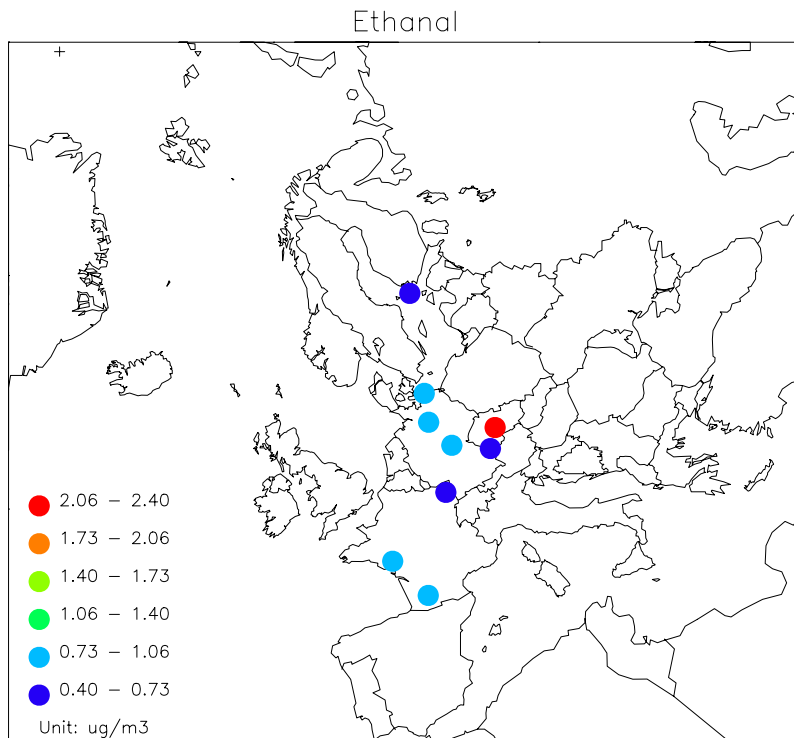 Ethanal
2.06 – 2.40
1.73 – 2.06
1.40 – 1.73
1.06 – 1.40
0.73 – 1.06
0.40 – 0.73
Unit: ug/m3